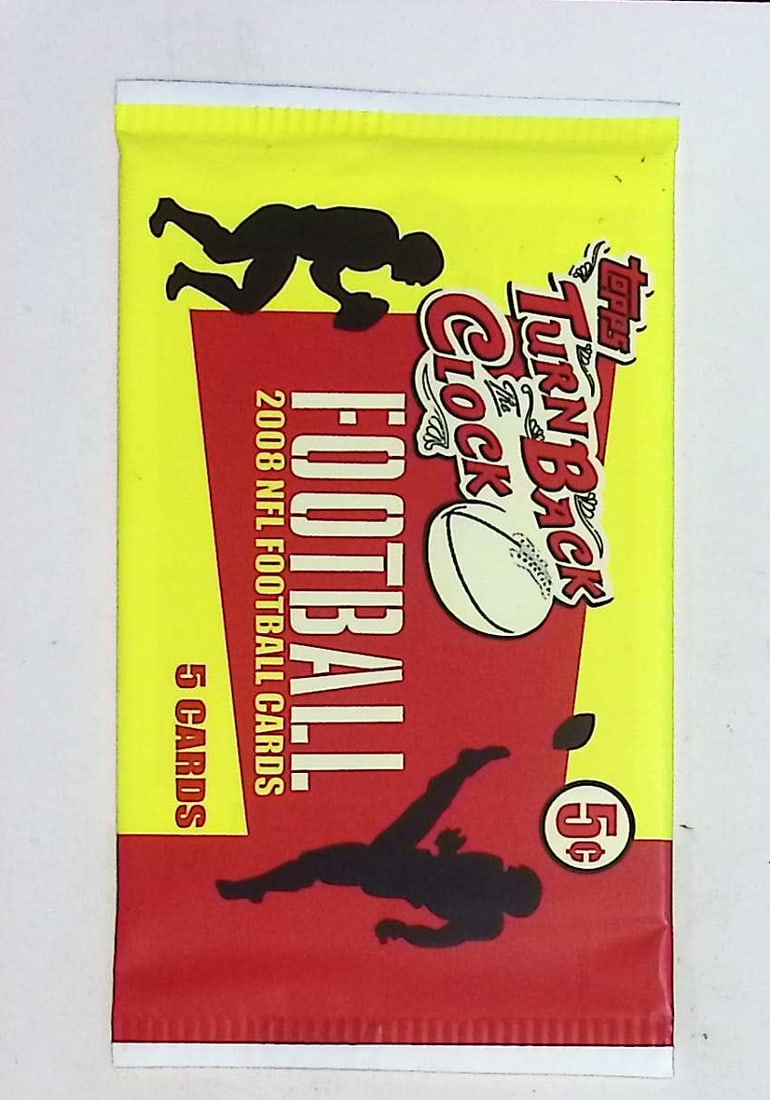 Topps
Turn Back
The
Clock
5¢
FOOTBALL
2008 NFL FOOTBALL CARDS
5 CARDS